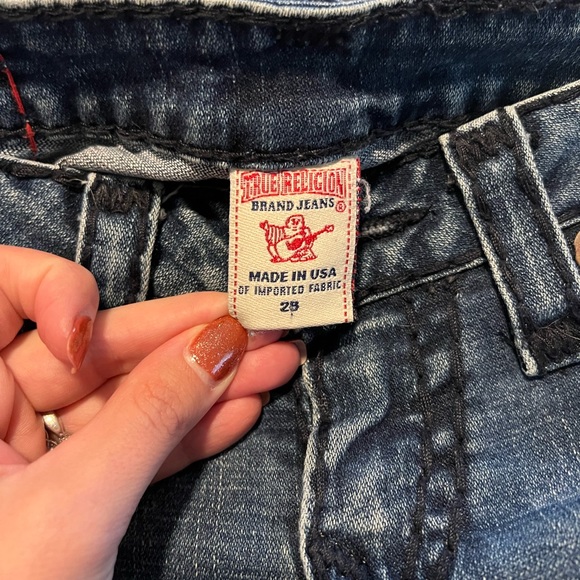 TRUE RELIGION
BRAND JEANS ®
MADE IN USA
OF IMPORTED FABRIC
28